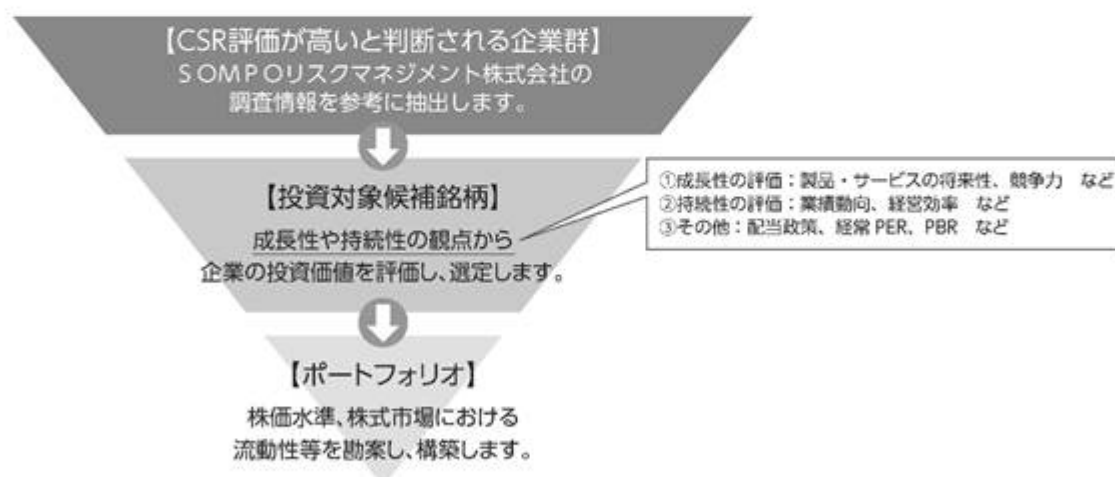 【CSR評価が高いと判断される企業群】
SOMPOリスクマネジメント株式会社の
調査情報を参考に抽出します。
【投資対象候補銘柄】
成長性や持続性の観点から
企業の投資価値を評価し、選定します。
①成長性の評価：製品・サービスの将来性、競争力　など
②持続性の評価：業績動向、経営効率　など
③その他：配当政策、経常 PER、PBR　など
【ポートフォリオ】
株価水準、株式市場における
流動性等を勘案し、構築します。